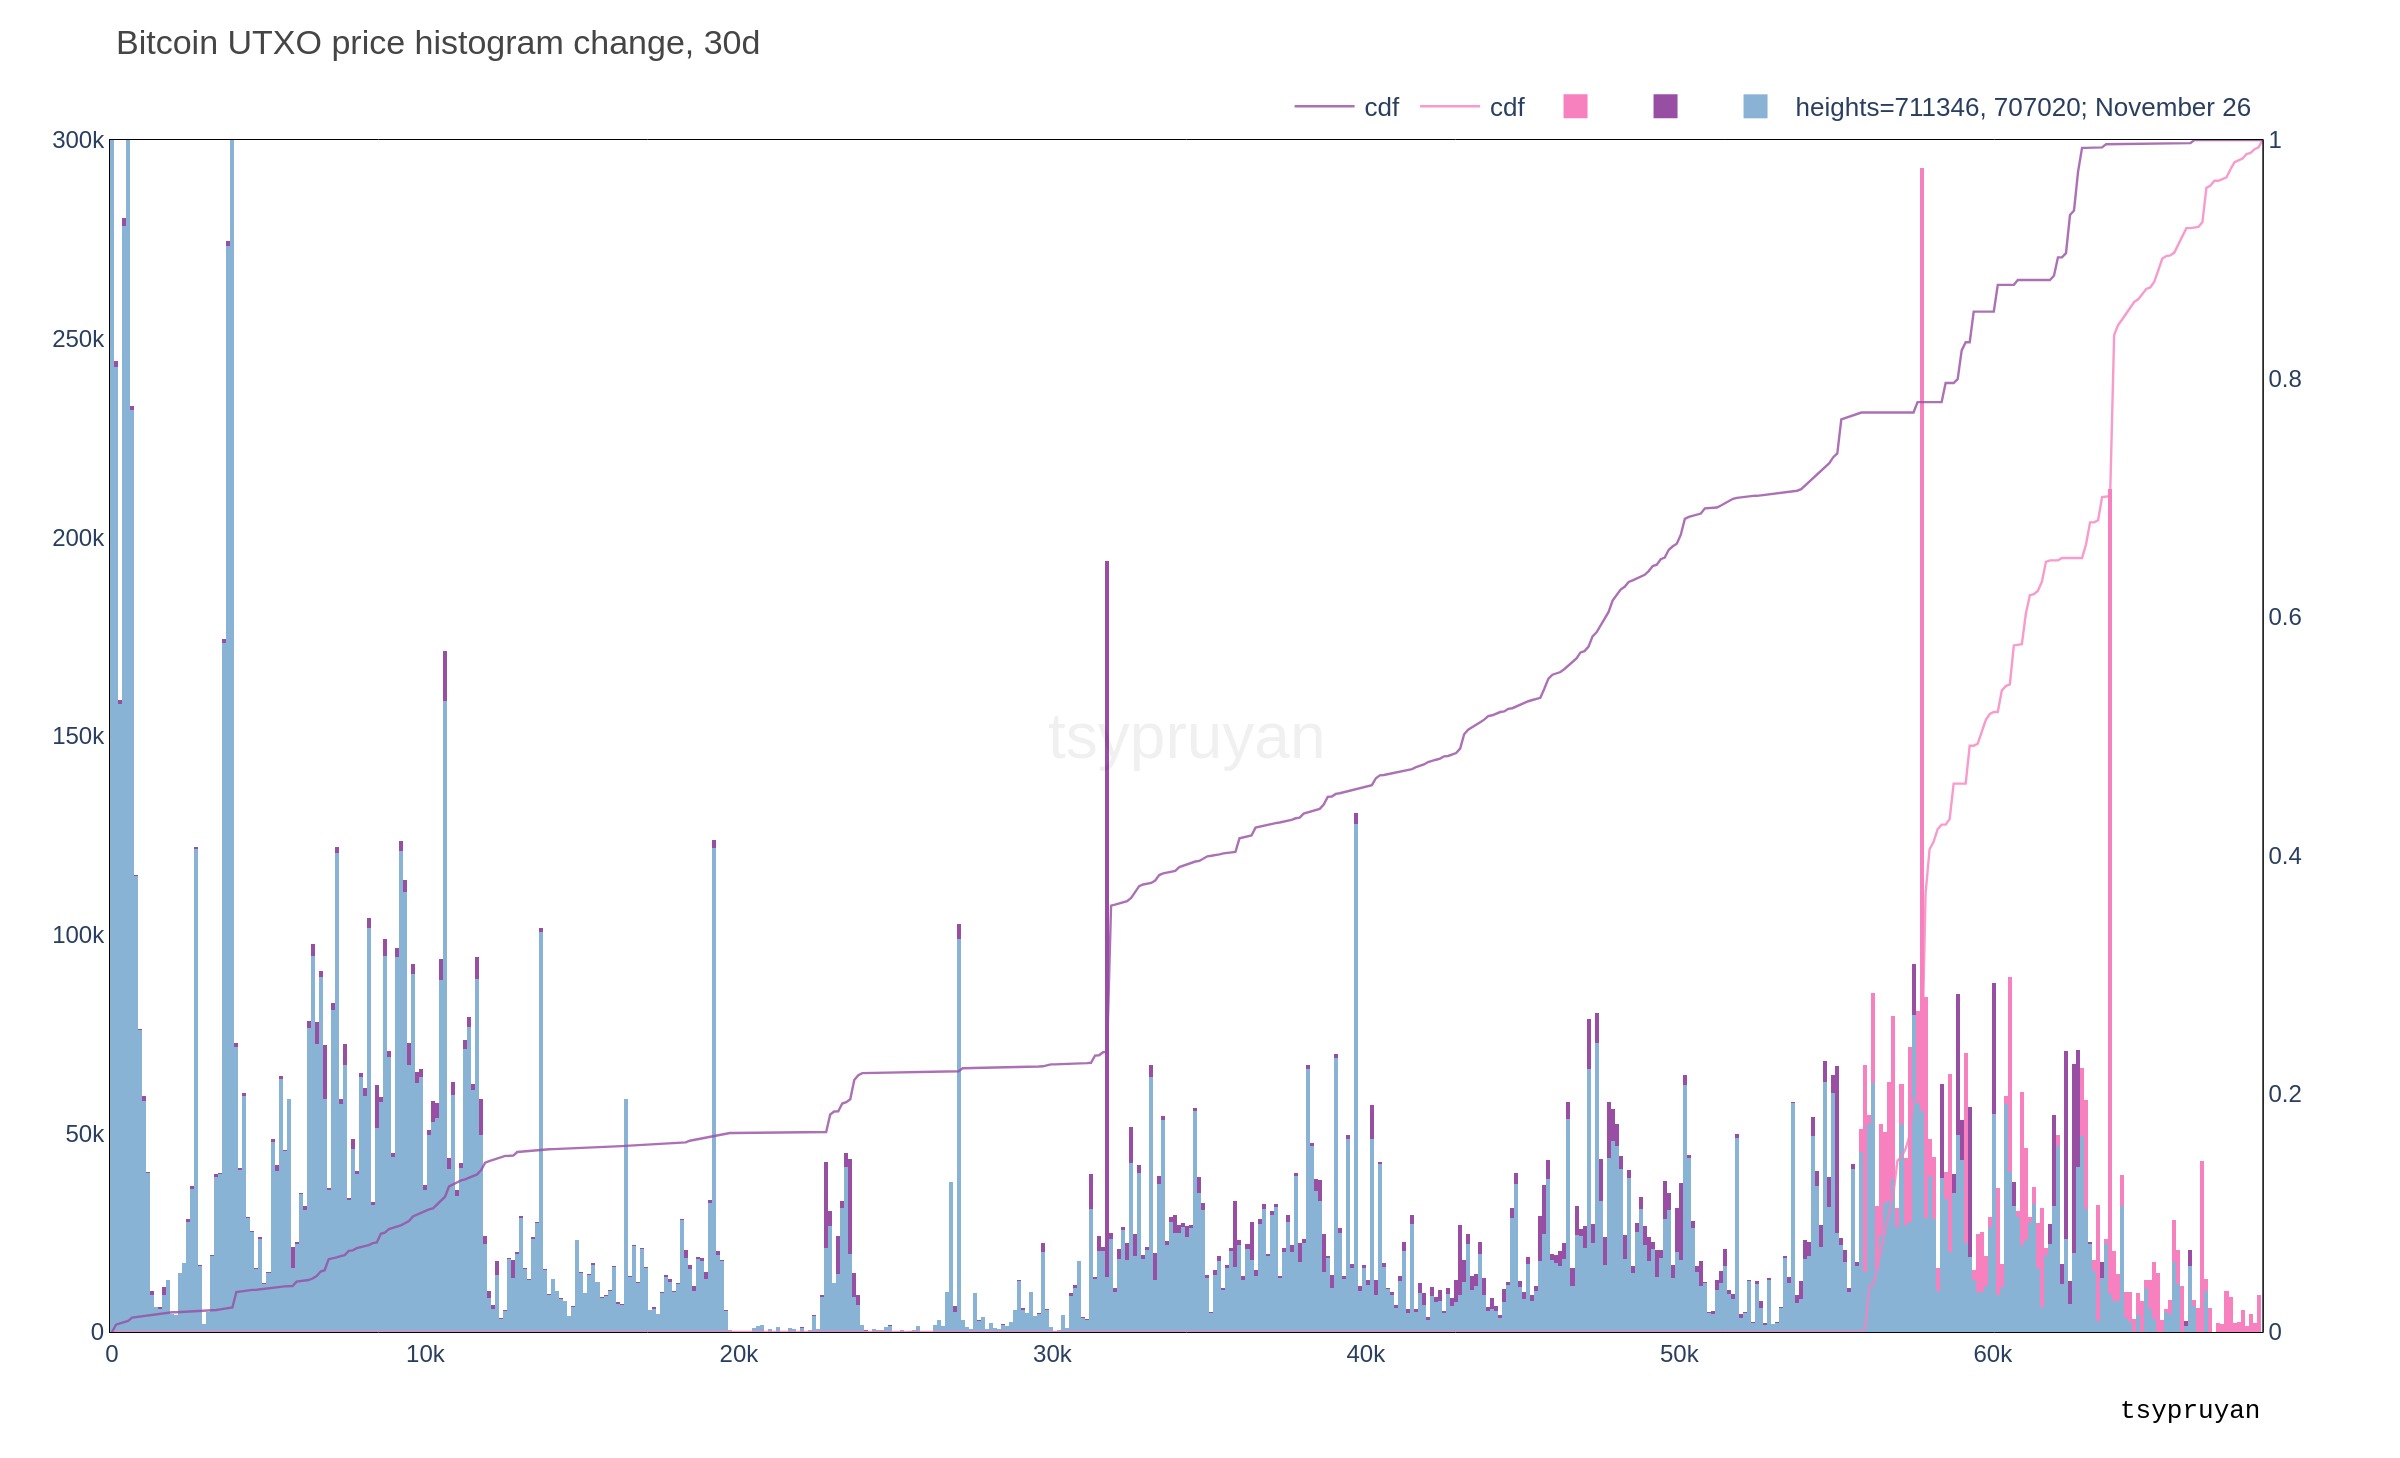 Bitcoin UTXO price histogram change, 30d
cdf cdf heights=711346, 707020; November 26
300k
250k
200k
150k
100k
50k
0
1
0.8
0.6
0.4
0.2
0
tsypruyan
0 10k 20k 30k 40k 50k 60k
tsypruyan